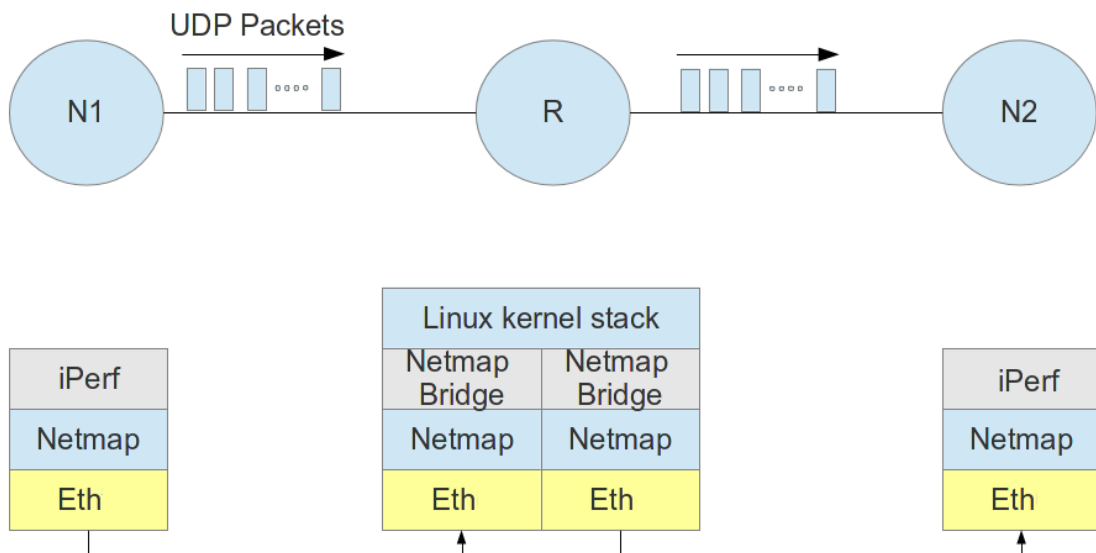 UDP Packets
N1
R
N2
Linux kernel stack
iPerf
Netmap
Bridge
Netmap
Bridge
iPerf
Netmap
Netmap
Netmap
Netmap
Eth
Eth
Eth
Eth